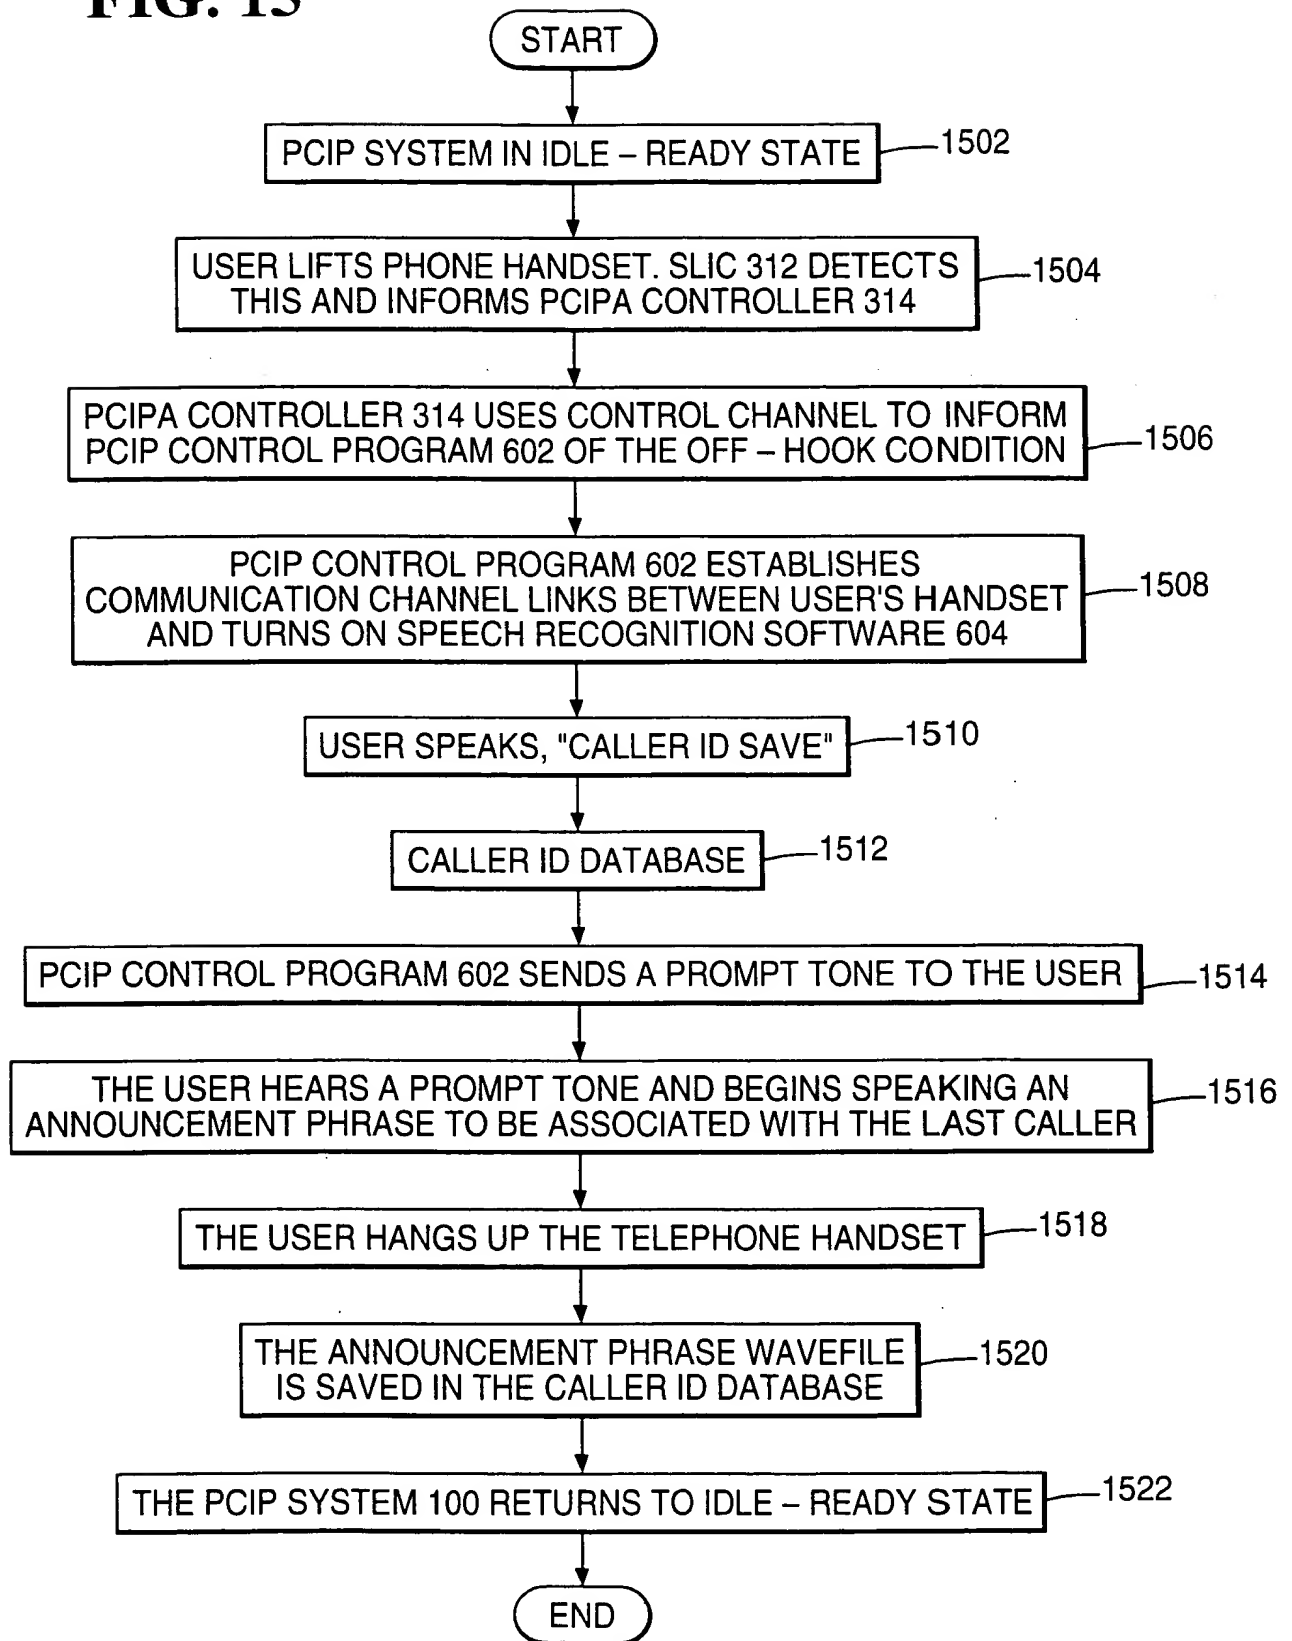 FIG. 15
START
PCIP SYSTEM IN IDLE – READY STATE
1502
USER LIFTS PHONE HANDSET. SLIC 312 DETECTS
THIS AND INFORMS PCIPA CONTROLLER 314
1504
PCIPA CONTROLLER 314 USES CONTROL CHANNEL TO INFORM
PCIP CONTROL PROGRAM 602 OF THE OFF – HOOK CONDITION
1506
PCIP CONTROL PROGRAM 602 ESTABLISHES
COMMUNICATION CHANNEL LINKS BETWEEN USER'S HANDSET
AND TURNS ON SPEECH RECOGNITION SOFTWARE 604
1508
USER SPEAKS, "CALLER ID SAVE"
1510
CALLER ID DATABASE
1512
PCIP CONTROL PROGRAM 602 SENDS A PROMPT TONE TO THE USER
1514
THE USER HEARS A PROMPT TONE AND BEGINS SPEAKING AN
ANNOUNCEMENT PHRASE TO BE ASSOCIATED WITH THE LAST CALLER
1516
THE USER HANGS UP THE TELEPHONE HANDSET
1518
THE ANNOUNCEMENT PHRASE WAVEFILE
IS SAVED IN THE CALLER ID DATABASE
1520
THE PCIP SYSTEM 100 RETURNS TO IDLE – READY STATE
1522
END